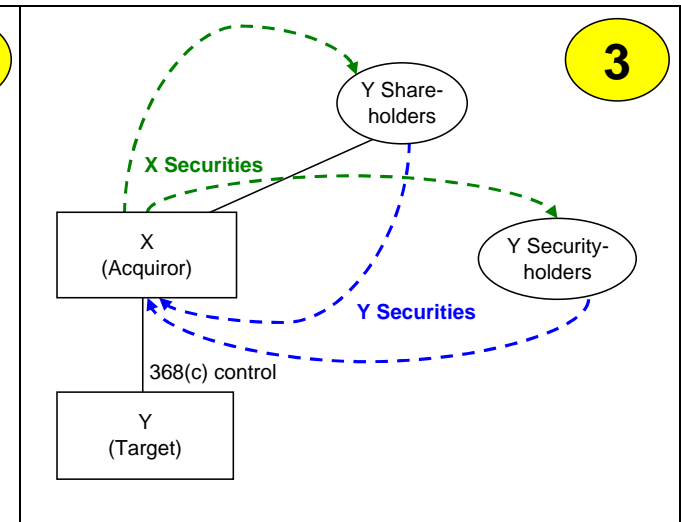 3
Y Share-
holders
X Securities
X
(Acquiror)
Y Security-
holders
Y Securities
368(c) control
Y
(Target)